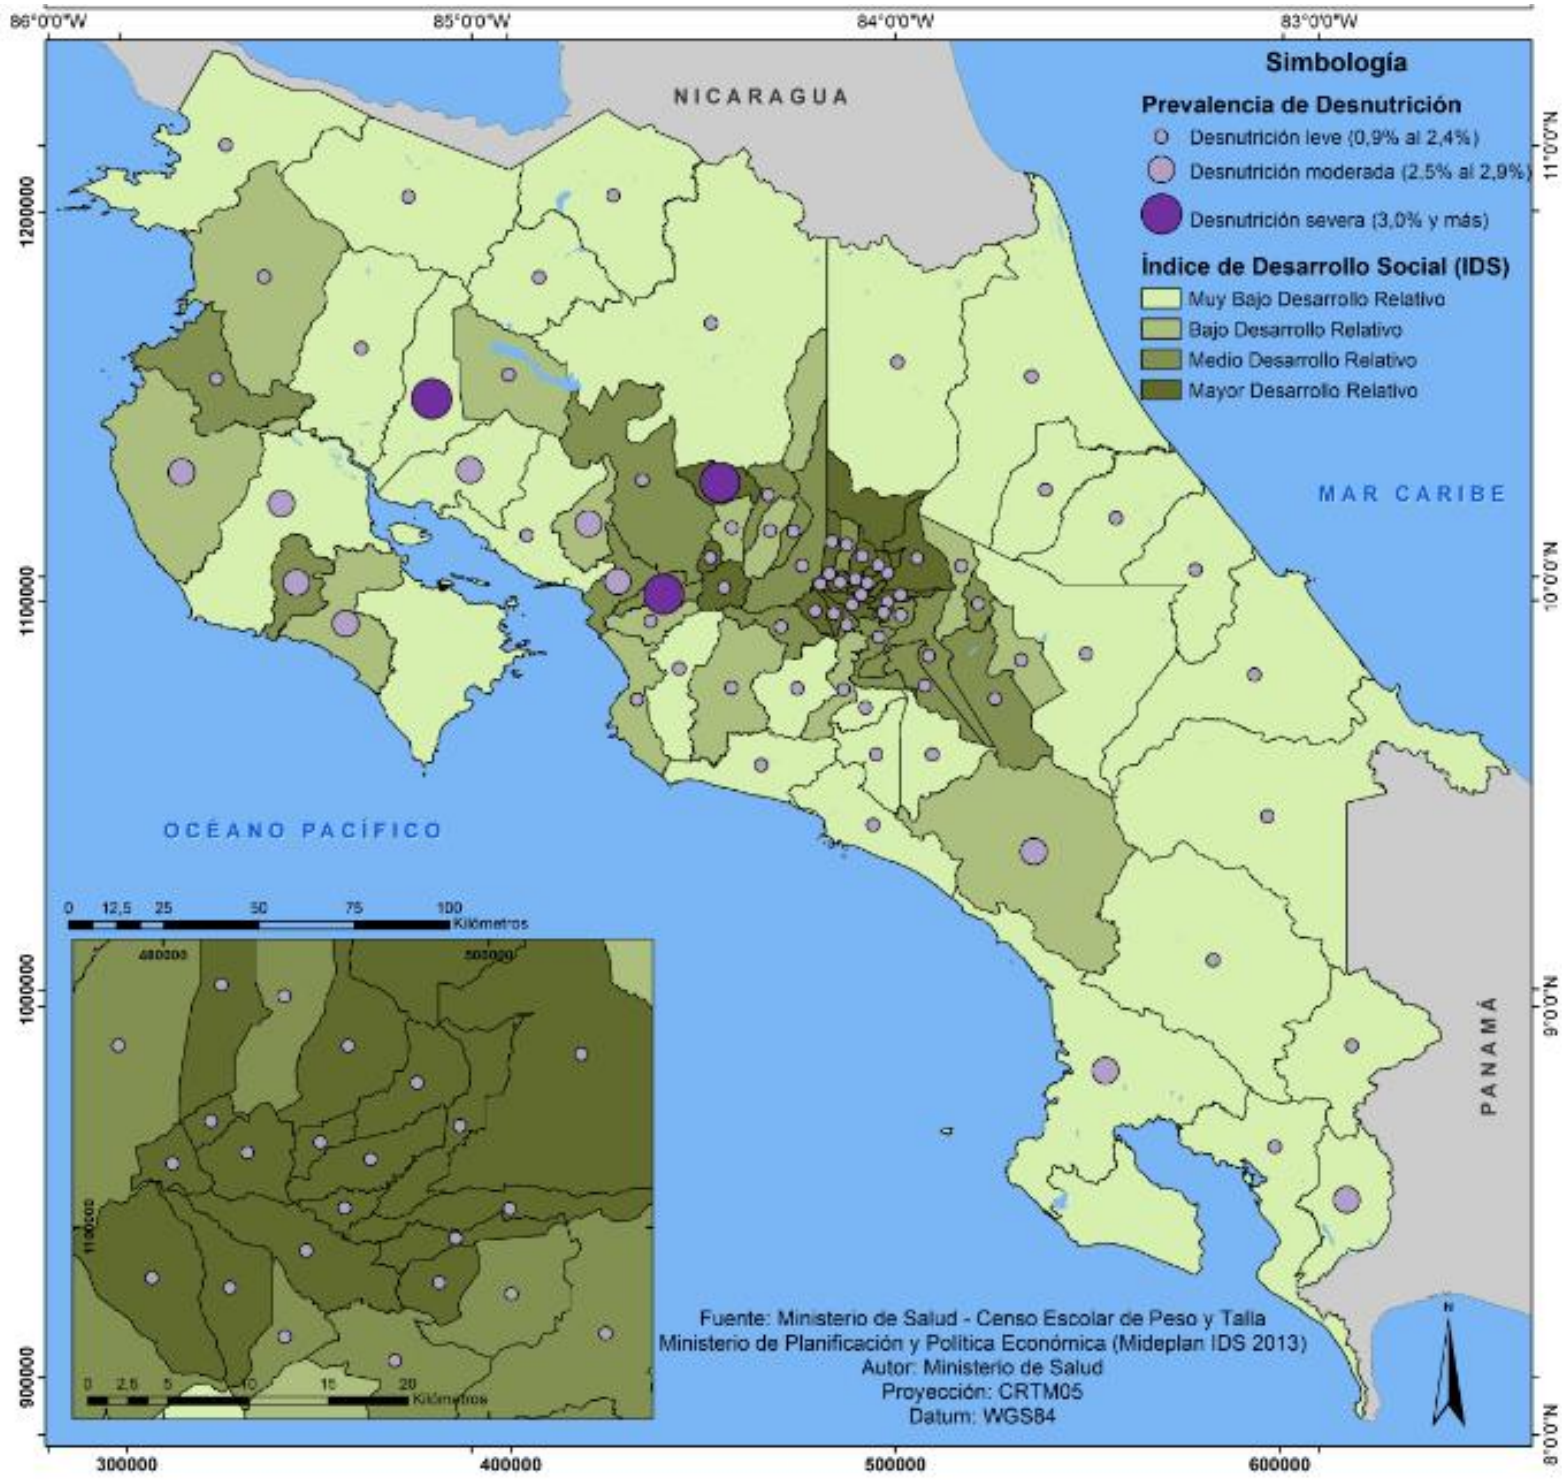 86°0'0"W
85°0'0"W
84°0'0"W
83°0'0"W
Simbología
Prevalencia de Desnutrición
Desnutrición leve (0,9% al 2,4%)
Desnutrición moderada (2,5% al 2,9%)
Desnutrición severa (3,0% y más)
Índice de Desarrollo Social (IDS)
Muy Bajo Desarrollo Relativo
Bajo Desarrollo Relativo
Medio Desarrollo Relativo
Mayor Desarrollo Relativo
NICARAGUA
MAR CARIBE
OCÉANO PACÍFICO
PANAMÁ
1200000
1100000
1000000
900000
11°0'0"N
10°0'0"N
9°0'0"N
8°0'0"N
0 12,5 25 50 75 100
Kilómetros
480000
500000
1100000
0 2,5 5 10 15 20
Kilómetros
Fuente: Ministerio de Salud - Censo Escolar de Peso y Talla
Ministerio de Planificación y Política Económica (Mideplan IDS 2013)
Autor: Ministerio de Salud
Proyección: CRTM05
Datum: WGS84
N
300000
400000
500000
600000